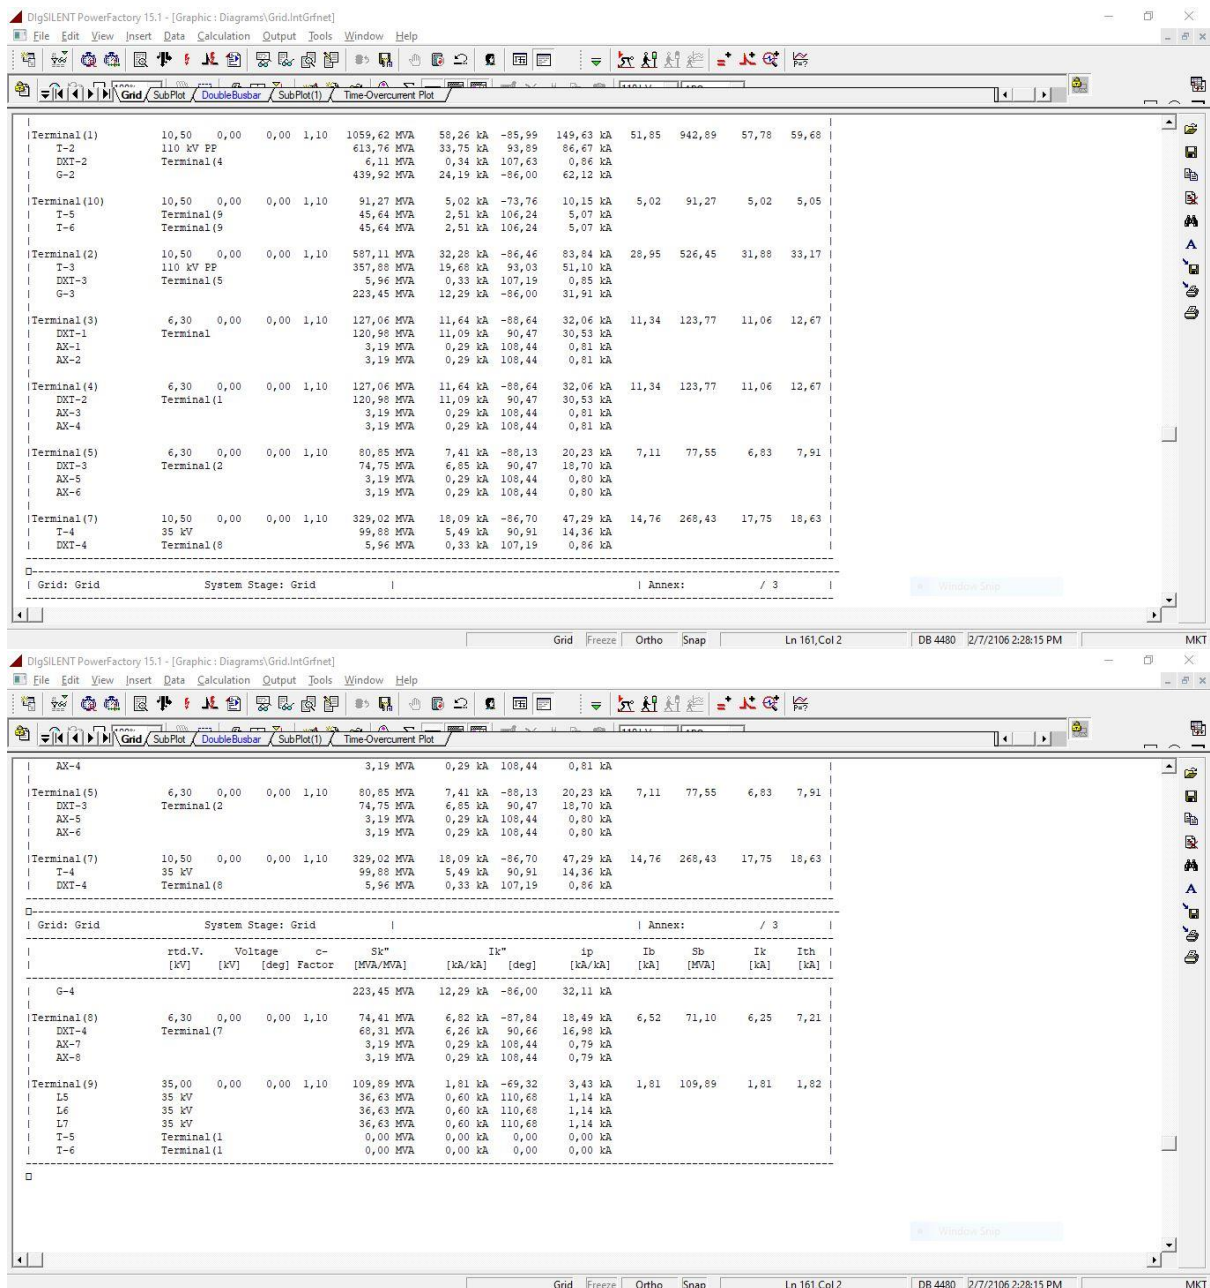 DIgSILENT PowerFactory 15.1 - [Graphic : Diagrams\Grid.IntGrfnet]
File Edit View Insert Data Calculation Output Tools Window Help
Grid SubPlot DoubleBusbar SubPlot(1) Time-Overcurrent Plot
|Terminal(1) 10,50 0,00 0,00 1,10 1059,62 MVA 58,26 kA -85,99 149,63 kA 51,85 942,89 57,78 59,68 |
| T-2 110 kV PP 613,76 MVA 33,75 kA 93,89 86,67 kA |
| DXT-2 Terminal(4 6,11 MVA 0,34 kA 107,63 0,86 kA |
| G-2 439,92 MVA 24,19 kA -86,00 62,12 kA |
|Terminal(10) 10,50 0,00 0,00 1,10 91,27 MVA 5,02 kA -73,76 10,15 kA 5,02 91,27 5,02 5,05 |
| T-5 Terminal(9 45,64 MVA 2,51 kA 106,24 5,07 kA |
| T-6 Terminal(9 45,64 MVA 2,51 kA 106,24 5,07 kA |
|Terminal(2) 10,50 0,00 0,00 1,10 587,11 MVA 32,28 kA -86,46 83,84 kA 28,95 526,45 31,88 33,17 |
| T-3 110 kV PP 357,88 MVA 19,68 kA 93,03 51,10 kA |
| DXT-3 Terminal(5 5,96 MVA 0,33 kA 107,19 0,85 kA |
| G-3 223,45 MVA 12,29 kA -86,00 31,91 kA |
|Terminal(3) 6,30 0,00 0,00 1,10 127,06 MVA 11,64 kA -88,64 32,06 kA 11,34 123,77 11,06 12,67 |
| DXT-1 Terminal 120,98 MVA 11,09 kA 90,47 30,53 kA |
| AX-1 3,19 MVA 0,29 kA 108,44 0,81 kA |
| AX-2 3,19 MVA 0,29 kA 108,44 0,81 kA |
|Terminal(4) 6,30 0,00 0,00 1,10 127,06 MVA 11,64 kA -88,64 32,06 kA 11,34 123,77 11,06 12,67 |
| DXT-2 Terminal(1 120,98 MVA 11,09 kA 90,47 30,53 kA |
| AX-3 3,19 MVA 0,29 kA 108,44 0,81 kA |
| AX-4 3,19 MVA 0,29 kA 108,44 0,81 kA |
|Terminal(5) 6,30 0,00 0,00 1,10 80,85 MVA 7,41 kA -88,13 20,23 kA 7,11 77,55 6,83 7,91 |
| DXT-3 Terminal(2 74,75 MVA 6,85 kA 90,47 18,70 kA |
| AX-5 3,19 MVA 0,29 kA 108,44 0,80 kA |
| AX-6 3,19 MVA 0,29 kA 108,44 0,80 kA |
|Terminal(7) 10,50 0,00 0,00 1,10 329,02 MVA 18,09 kA -86,70 47,29 kA 14,76 268,43 17,75 18,63 |
| T-4 35 kV 99,88 MVA 5,49 kA 90,91 14,36 kA |
| DXT-4 Terminal(8 5,96 MVA 0,33 kA 107,19 0,86 kA |
| Grid: Grid System Stage: Grid | | Annex: / 3 |
Window Snip
Grid Freeze Ortho Snap Ln 161,Col 2 DB 4480 2/7/2106 2:28:15 PM MKT
DIgSILENT PowerFactory 15.1 - [Graphic : Diagrams\Grid.IntGrfnet]
File Edit View Insert Data Calculation Output Tools Window Help
Grid SubPlot DoubleBusbar SubPlot(1) Time-Overcurrent Plot
| AX-4 3,19 MVA 0,29 kA 108,44 0,81 kA |
|Terminal(5) 6,30 0,00 0,00 1,10 80,85 MVA 7,41 kA -88,13 20,23 kA 7,11 77,55 6,83 7,91 |
| DXT-3 Terminal(2 74,75 MVA 6,85 kA 90,47 18,70 kA |
| AX-5 3,19 MVA 0,29 kA 108,44 0,80 kA |
| AX-6 3,19 MVA 0,29 kA 108,44 0,80 kA |
|Terminal(7) 10,50 0,00 0,00 1,10 329,02 MVA 18,09 kA -86,70 47,29 kA 14,76 268,43 17,75 18,63 |
| T-4 35 kV 99,88 MVA 5,49 kA 90,91 14,36 kA |
| DXT-4 Terminal(8 5,96 MVA 0,33 kA 107,19 0,86 kA |
| Grid: Grid System Stage: Grid | | Annex: / 3 |
| rtd.V. Voltage c- Sk" Ik" ip Ib Sb Ik Ith |
| [kV] [kV] [deg] Factor [MVA/MVA] [kA/kA] [deg] [kA/kA] [kA] [MVA] [kA] [kA] |
| G-4 223,45 MVA 12,29 kA -86,00 32,11 kA |
|Terminal(8) 6,30 0,00 0,00 1,10 74,41 MVA 6,82 kA -87,84 18,49 kA 6,52 71,10 6,25 7,21 |
| DXT-4 Terminal(7 68,31 MVA 6,26 kA 90,66 16,98 kA |
| AX-7 3,19 MVA 0,29 kA 108,44 0,79 kA |
| AX-8 3,19 MVA 0,29 kA 108,44 0,79 kA |
|Terminal(9) 35,00 0,00 0,00 1,10 109,89 MVA 1,81 kA -69,32 3,43 kA 1,81 109,89 1,81 1,82 |
| L5 35 kV 36,63 MVA 0,60 kA 110,68 1,14 kA |
| L6 35 kV 36,63 MVA 0,60 kA 110,68 1,14 kA |
| L7 35 kV 36,63 MVA 0,60 kA 110,68 1,14 kA |
| T-5 Terminal(1 0,00 MVA 0,00 kA 0,00 0,00 kA |
| T-6 Terminal(1 0,00 MVA 0,00 kA 0,00 0,00 kA |
Window Snip
Grid Freeze Ortho Snap Ln 161,Col 2 DB 4480 2/7/2106 2:28:15 PM MKT